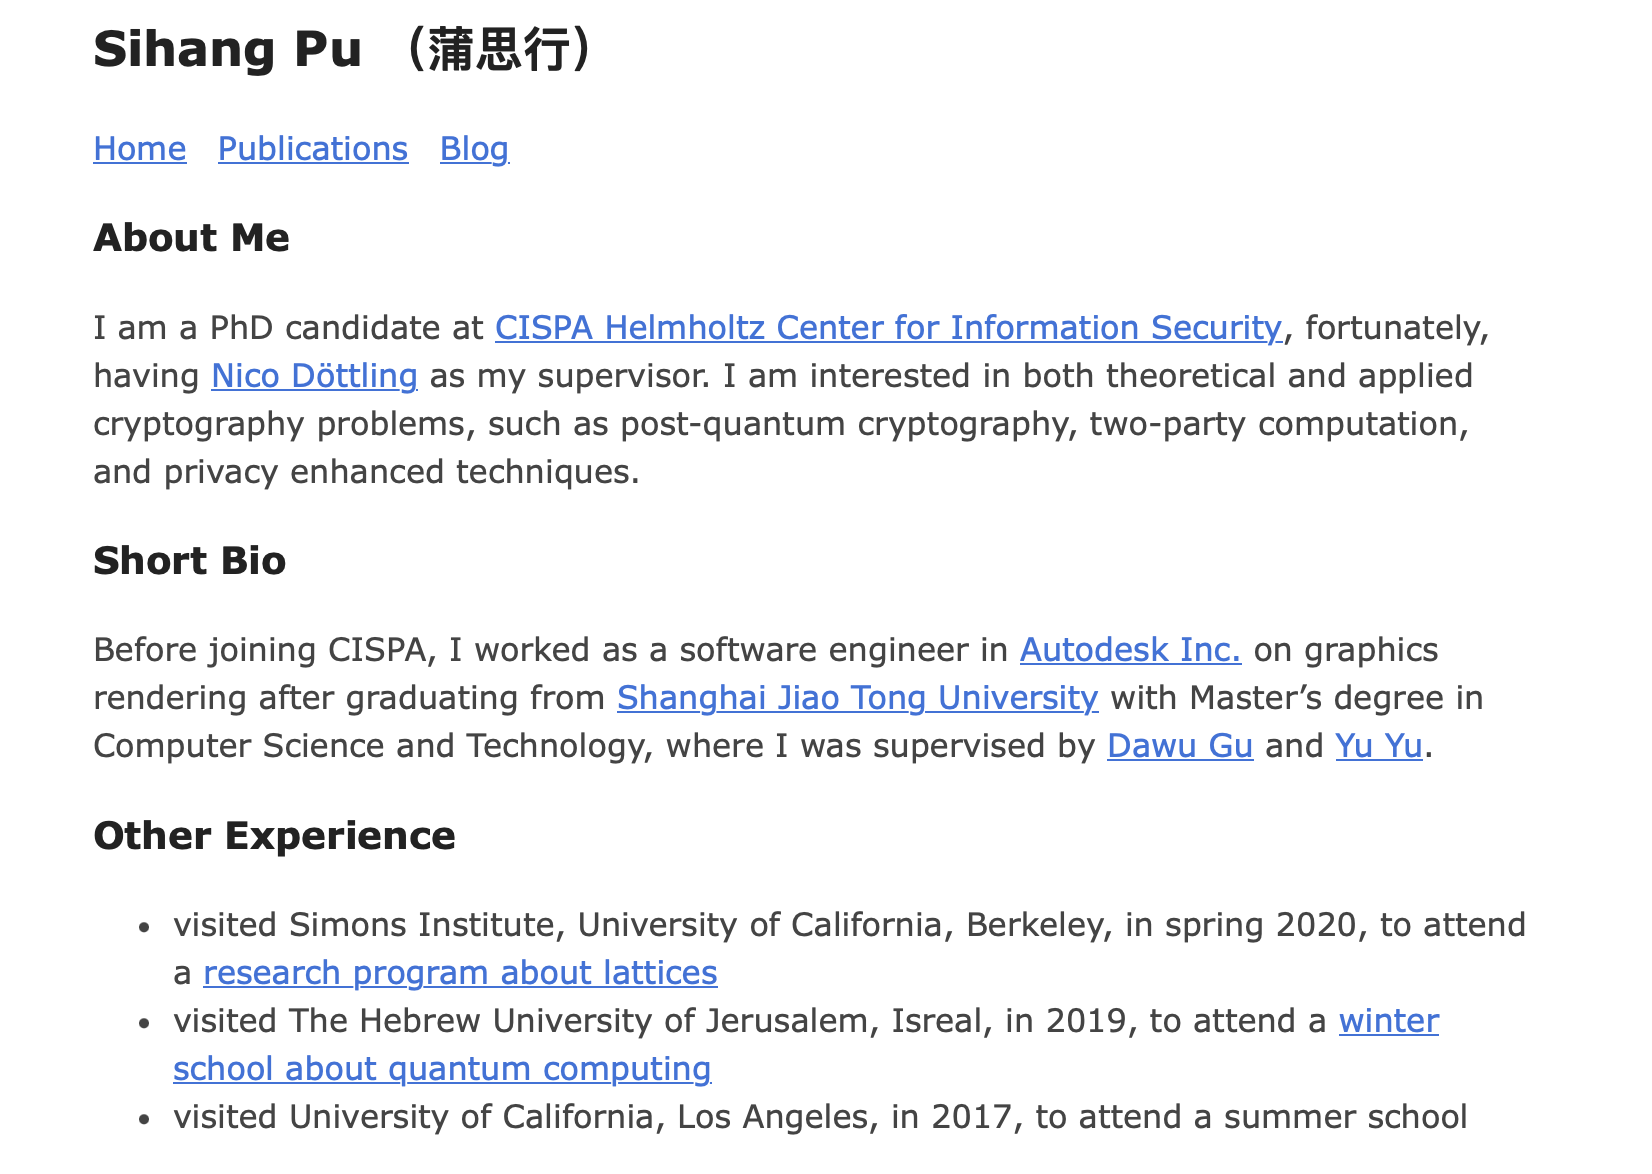 Sihang Pu （蒲思行）
Home Publications Blog
About Me
I am a PhD candidate at CISPA Helmholtz Center for Information Security, fortunately,
having Nico Döttling as my supervisor. I am interested in both theoretical and applied
cryptography problems, such as post-quantum cryptography, two-party computation,
and privacy enhanced techniques.
Short Bio
Before joining CISPA, I worked as a software engineer in Autodesk Inc. on graphics
rendering after graduating from Shanghai Jiao Tong University with Master’s degree in
Computer Science and Technology, where I was supervised by Dawu Gu and Yu Yu.
Other Experience
• visited Simons Institute, University of California, Berkeley, in spring 2020, to attend
a research program about lattices
• visited The Hebrew University of Jerusalem, Isreal, in 2019, to attend a winter
school about quantum computing
• visited University of California, Los Angeles, in 2017, to attend a summer school